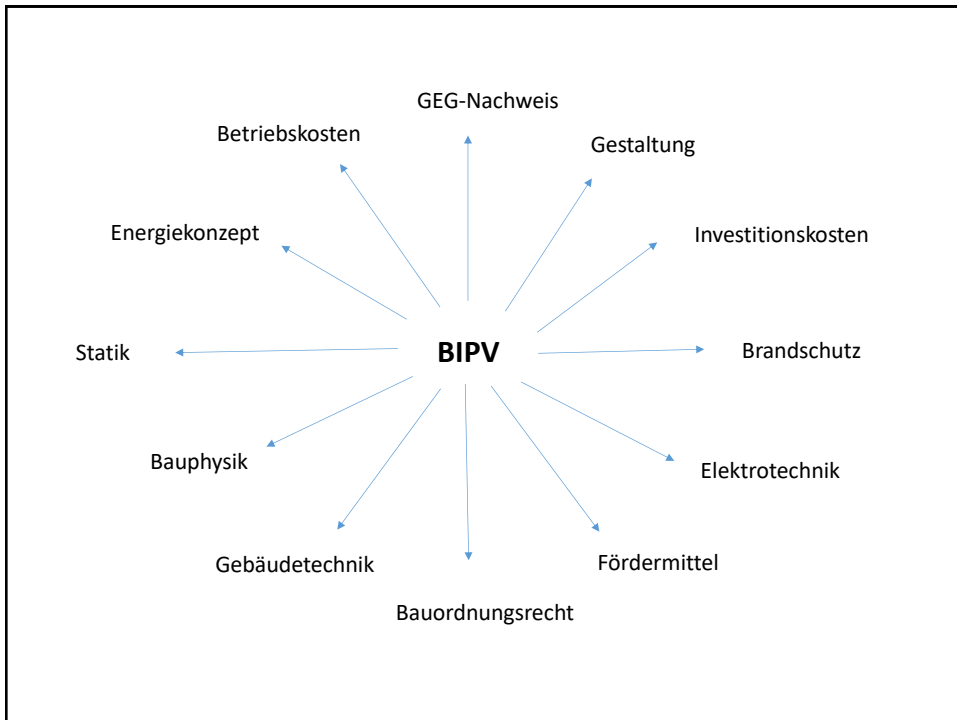 GEG-Nachweis
Betriebskosten
Gestaltung
Energiekonzept
Investitionskosten
Statik
BIPV
Brandschutz
Bauphysik
Elektrotechnik
Gebäudetechnik
Fördermittel
Bauordnungsrecht